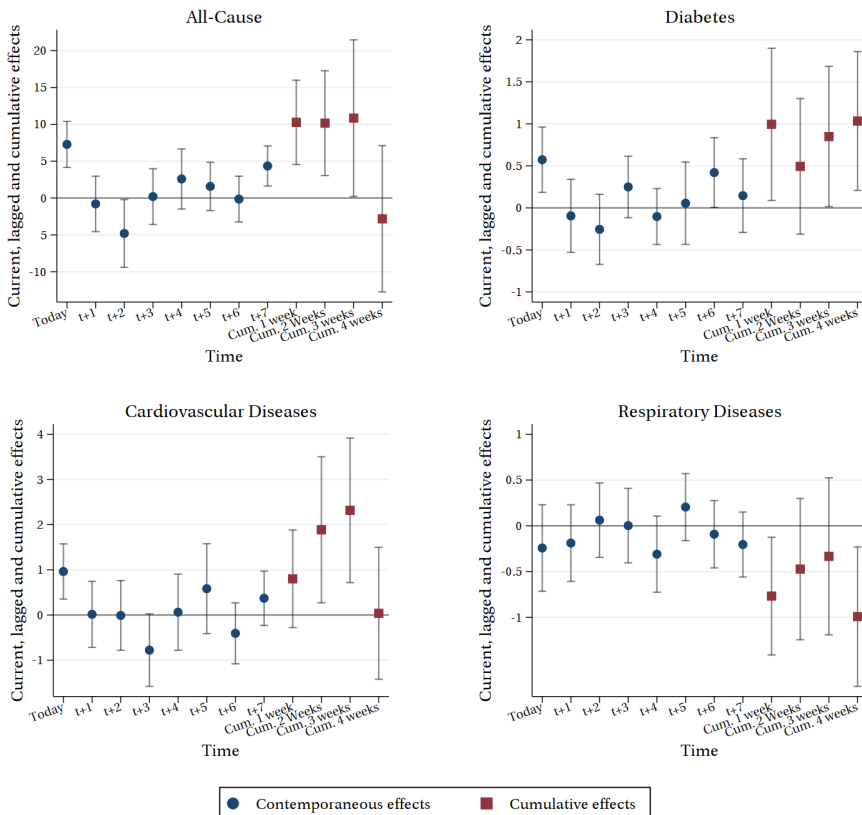 All-Cause
Current, lagged and cumulative effects
20
15
10
5
0
5
-10
Today
t+1
t+2
t+3
t+4
t+5
t+6
t+7
Cum. 1 week
Cum. 2 Weeks
Cum. 3 weeks
Cum. 4 weeks
Time
Diabetes
Current, lagged and cumulative effects
2
1.5
1
0.5
0
-0.5
-1
Today
t+1
t+2
t+3
t+4
t+5
t+6
t+7
Cum. 1 week
Cum. 2 Weeks
Cum. 3 weeks
Cum. 4 weeks
Time
Cardiovascular Diseases
Current, lagged and cumulative effects
4
3
2
1
0
-1
Today
t+1
t+2
t+3
t+4
t+5
t+6
t+7
Cum. 1 week
Cum. 2 Weeks
Cum. 3 weeks
Cum. 4 weeks
Time
Respiratory Diseases
Current, lagged and cumulative effects
1
0.5
0
-0.5
-1
Today
t+1
t+2
t+3
t+4
t+5
t+6
t+7
Cum. 1 week
Cum. 2 Weeks
Cum. 3 weeks
Cum. 4 weeks
Time
Contemporaneous effects
Cumulative effects